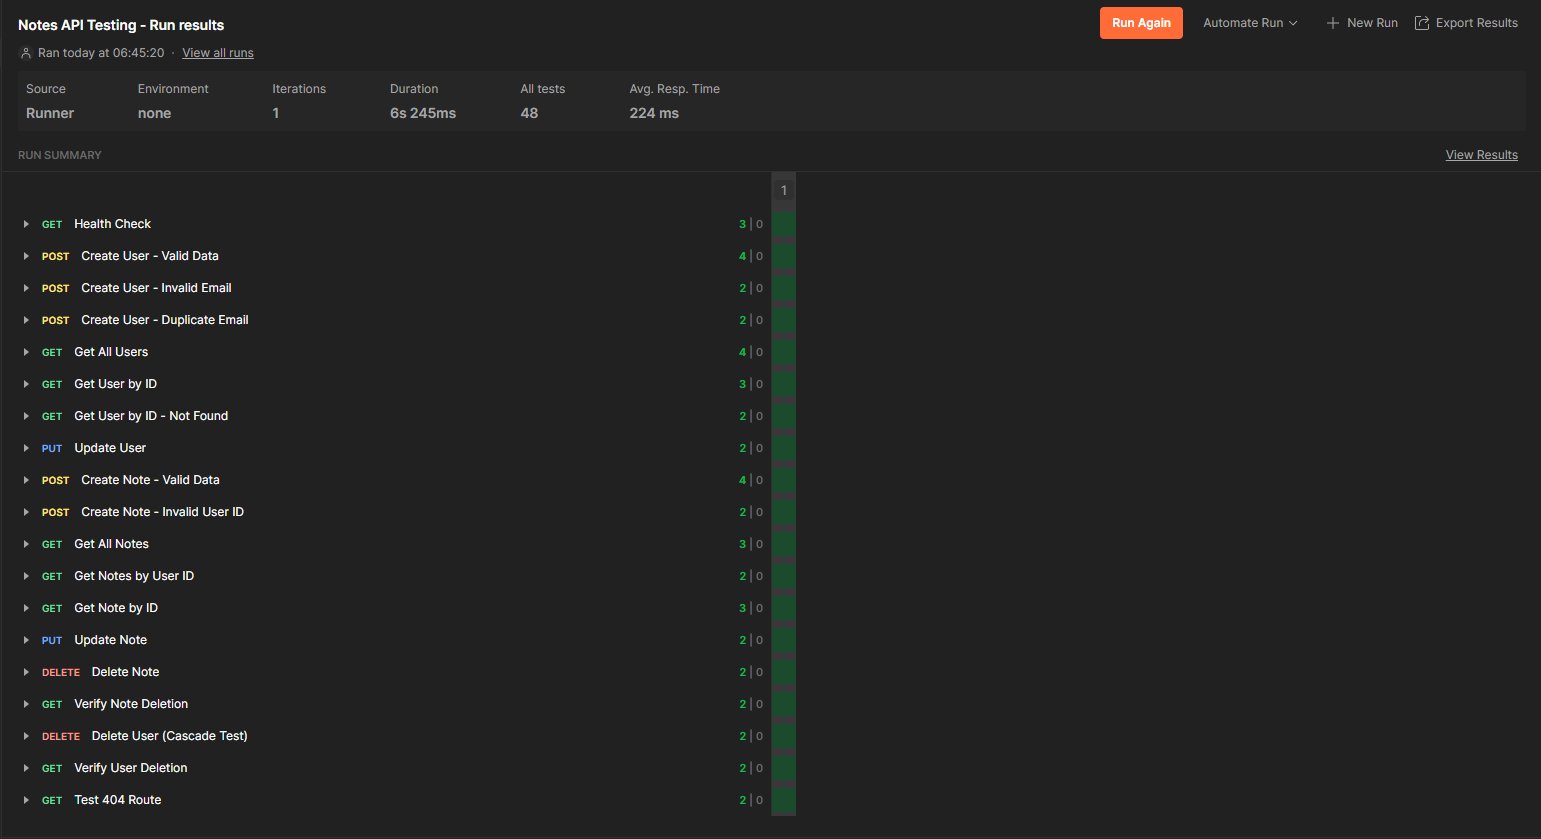 Notes API Testing - Run results
Run Again Automate Run New Run Export Results
Ran today at 06:45:20 · View all runs
Source Environment Iterations Duration All tests Avg. Resp. Time
Runner none 1 6s 245ms 48 224 ms
RUN SUMMARY View Results
1
GET Health Check 3 | 0
POST Create User - Valid Data 4 | 0
POST Create User - Invalid Email 2 | 0
POST Create User - Duplicate Email 2 | 0
GET Get All Users 4 | 0
GET Get User by ID 3 | 0
GET Get User by ID - Not Found 2 | 0
PUT Update User 2 | 0
POST Create Note - Valid Data 4 | 0
POST Create Note - Invalid User ID 2 | 0
GET Get All Notes 3 | 0
GET Get Notes by User ID 2 | 0
GET Get Note by ID 3 | 0
PUT Update Note 2 | 0
DELETE Delete Note 2 | 0
GET Verify Note Deletion 2 | 0
DELETE Delete User (Cascade Test) 2 | 0
GET Verify User Deletion 2 | 0
GET Test 404 Route 2 | 0